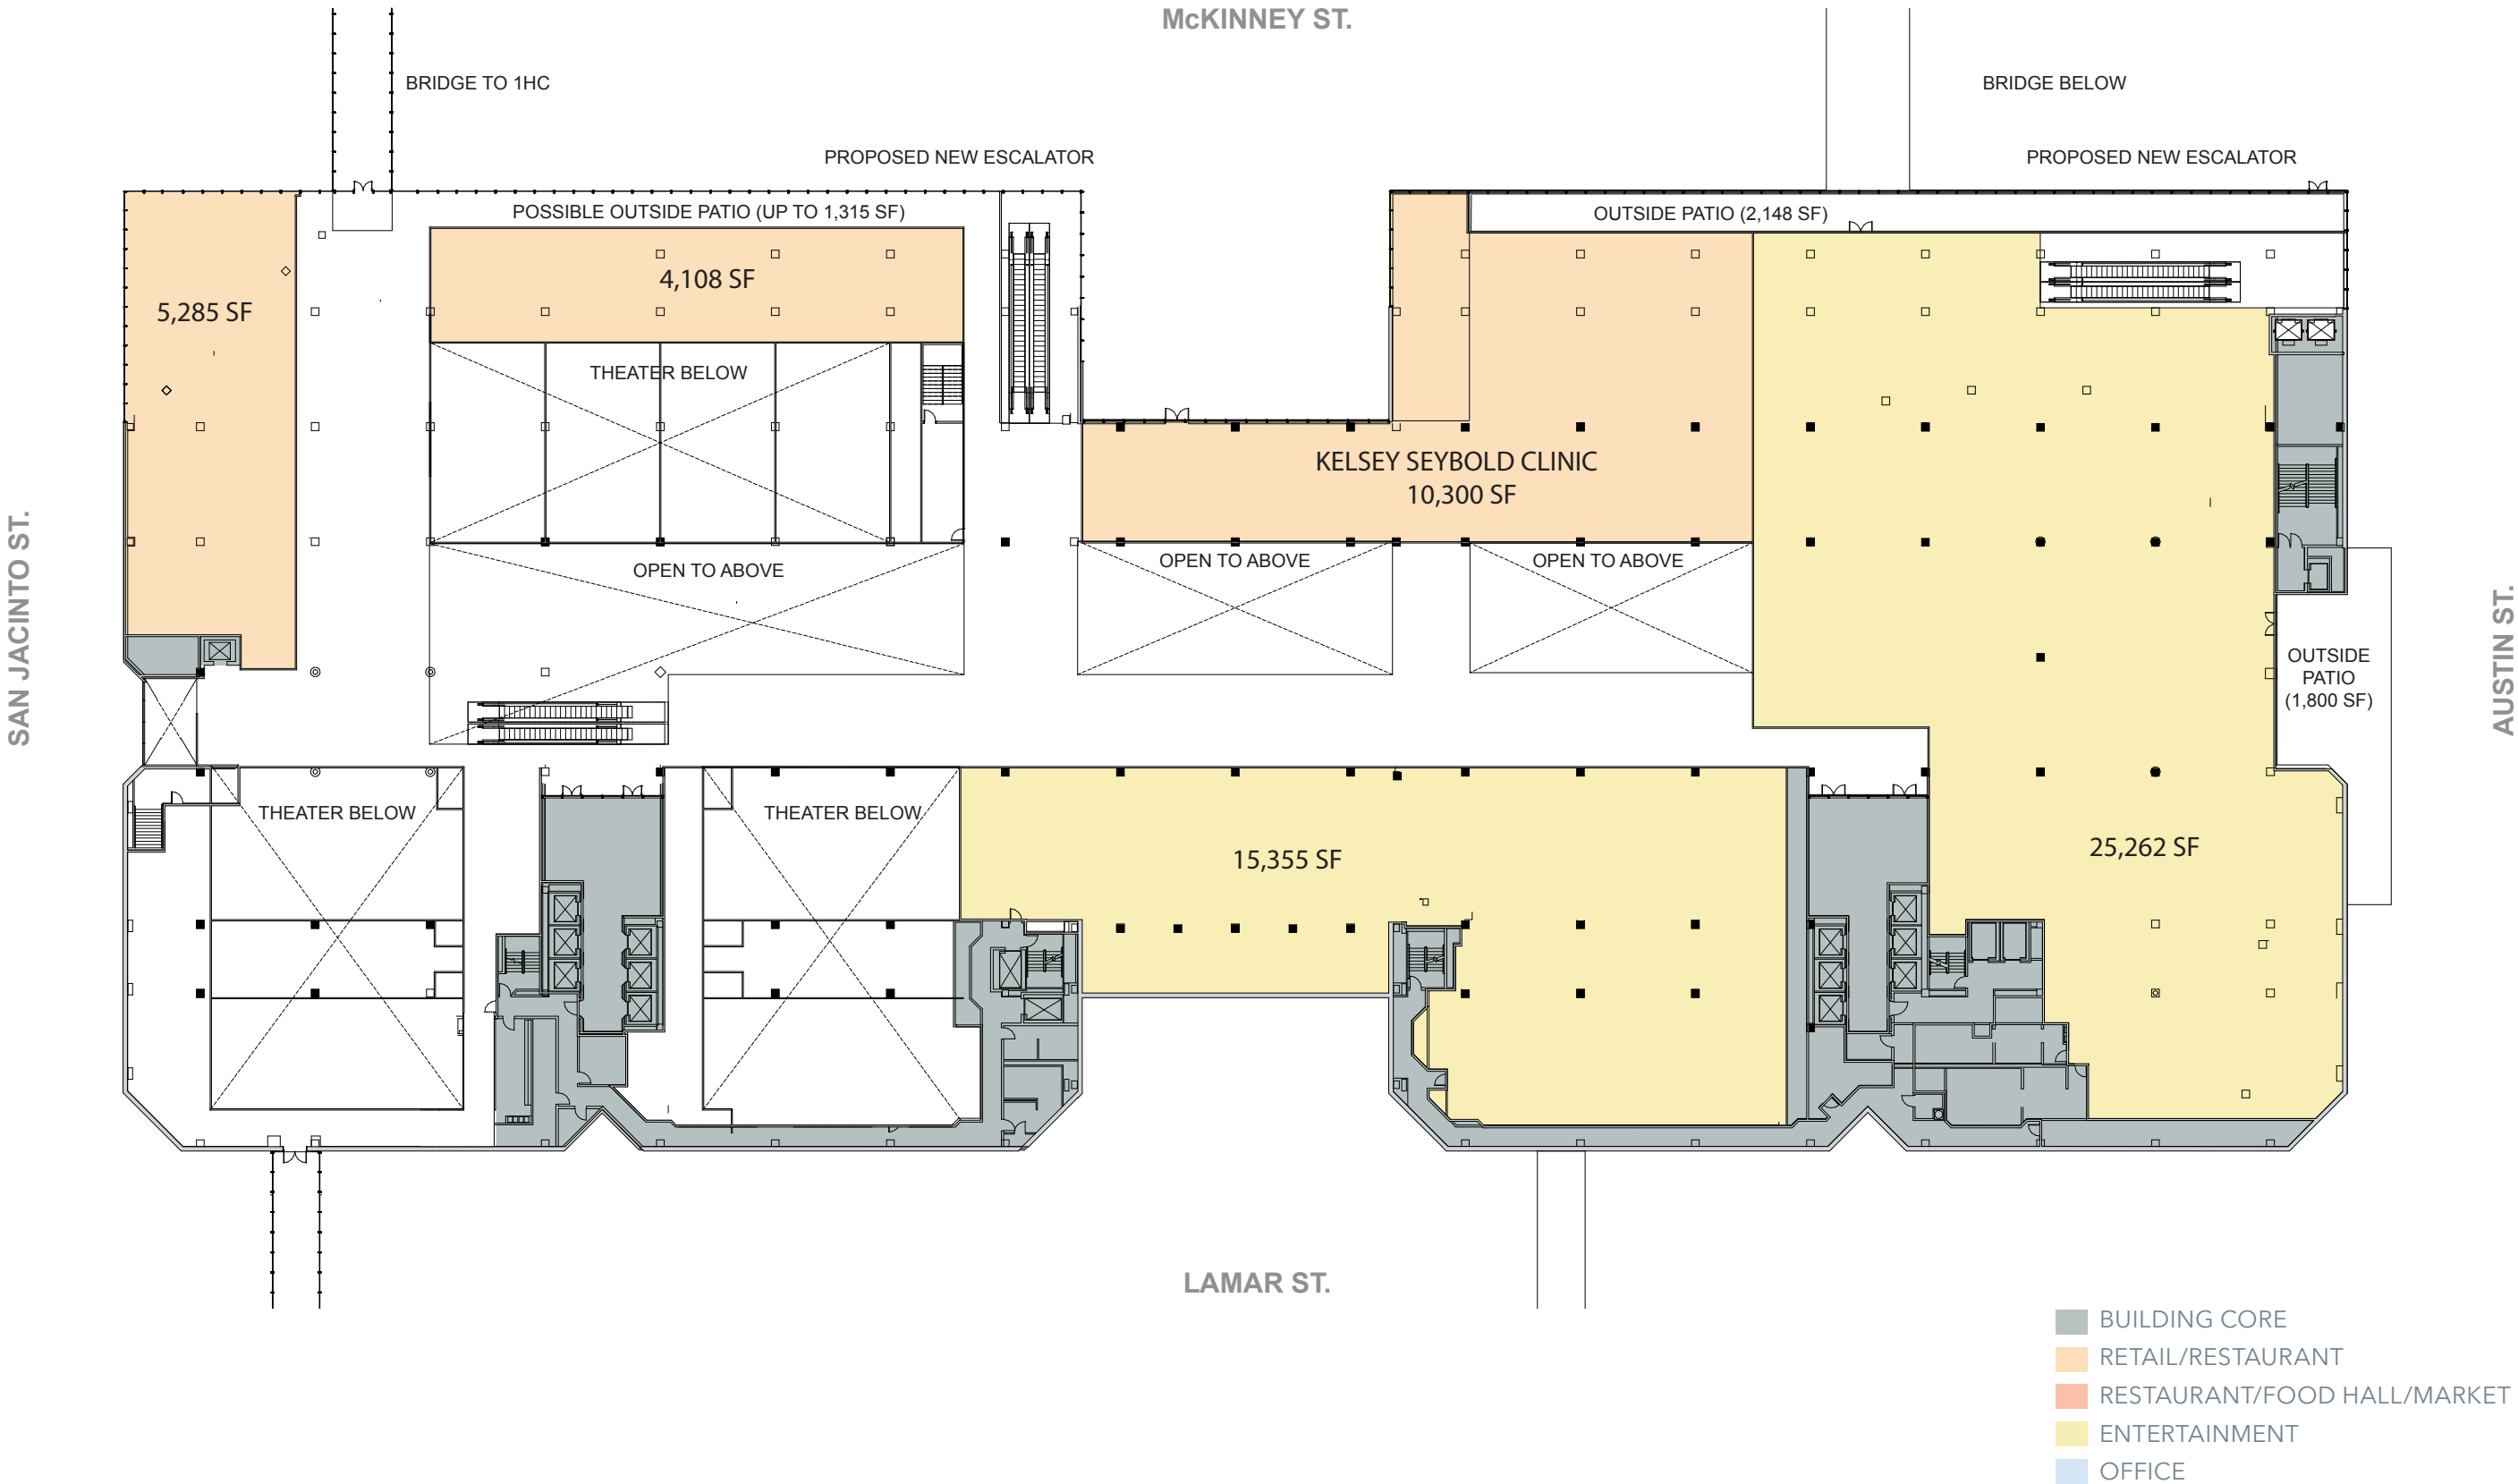 McKINNEY ST.
BRIDGE TO 1HC
BRIDGE BELOW
PROPOSED NEW ESCALATOR
PROPOSED NEW ESCALATOR
POSSIBLE OUTSIDE PATIO (UP TO 1,315 SF)
OUTSIDE PATIO (2,148 SF)
4,108 SF
5,285 SF
THEATER BELOW
KELSEY SEYBOLD CLINIC
10,300 SF
SAN JACINTO ST.
OPEN TO ABOVE
OPEN TO ABOVE
OPEN TO ABOVE
AUSTIN ST.
OUTSIDE
PATIO
(1,800 SF)
THEATER BELOW
THEATER BELOW
15,355 SF
25,262 SF
LAMAR ST.
BUILDING CORE
RETAIL/RESTAURANT
RESTAURANT/FOOD HALL/MARKET
ENTERTAINMENT
OFFICE